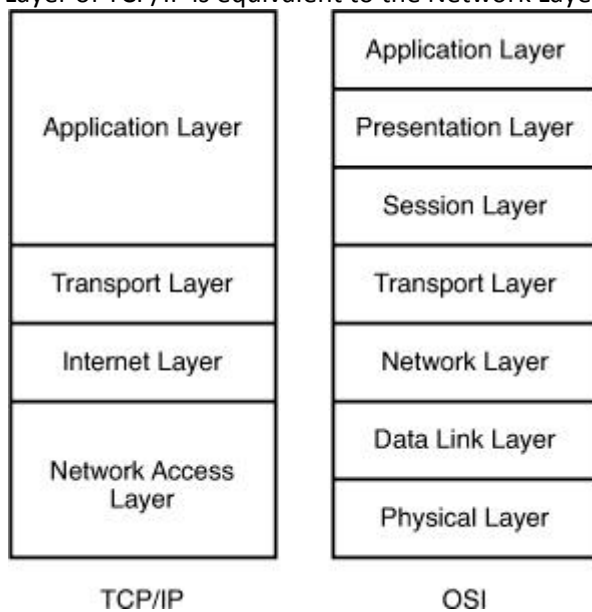 Layer of TCP/IP is equivalent to the Network Laye
Application Layer
Transport Layer
Internet Layer
Network Access
Layer
TCP/IP
Application Layer
Presentation Layer
Session Layer
Transport Layer
Network Layer
Data Link Layer
Physical Layer
OSI